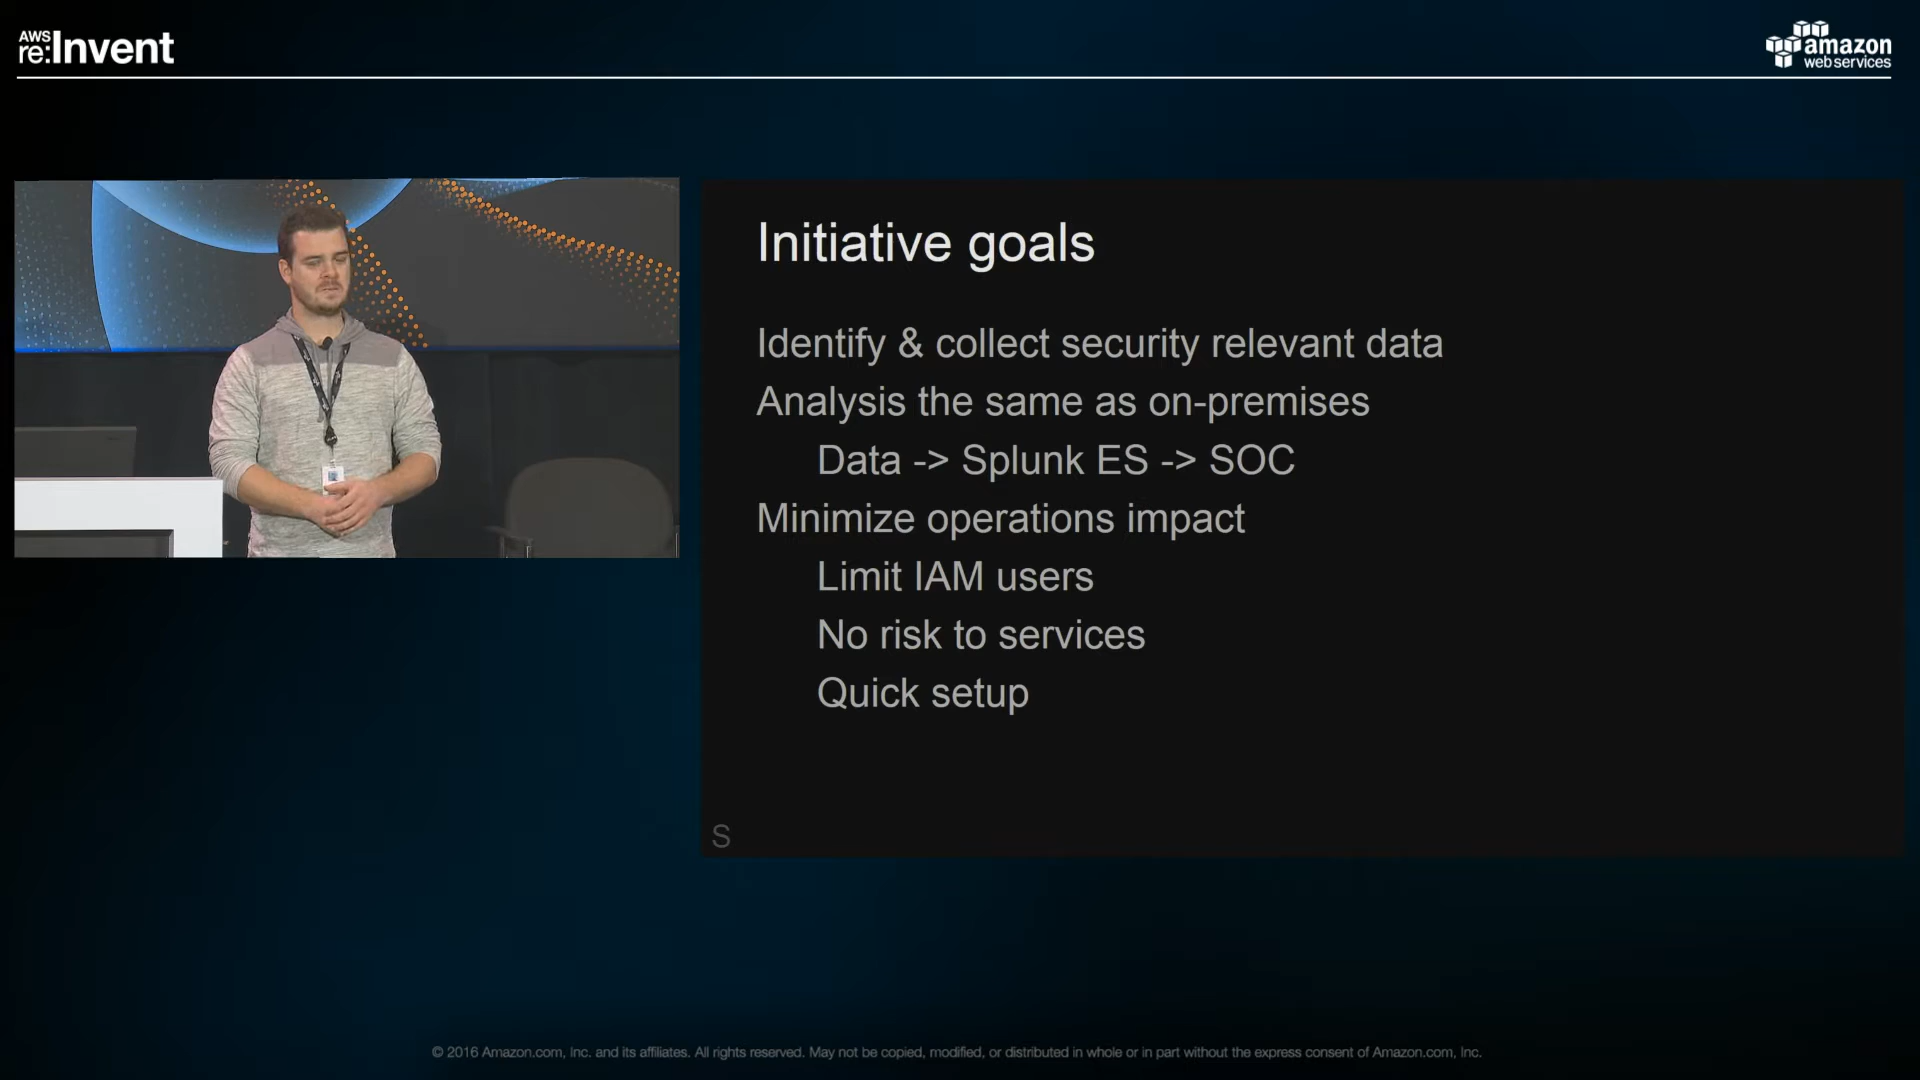 AWS
re:Invent
amazon
web services
Initiative goals
Identify & collect security relevant data
Analysis the same as on-premises
Data -> Splunk ES -> SOC
Minimize operations impact
Limit IAM users
No risk to services
Quick setup
S
© 2016 Amazon.com, Inc. and its affiliates. All rights reserved. May not be copied, modified, or distributed in whole or in part without the express consent of Amazon.com, Inc.